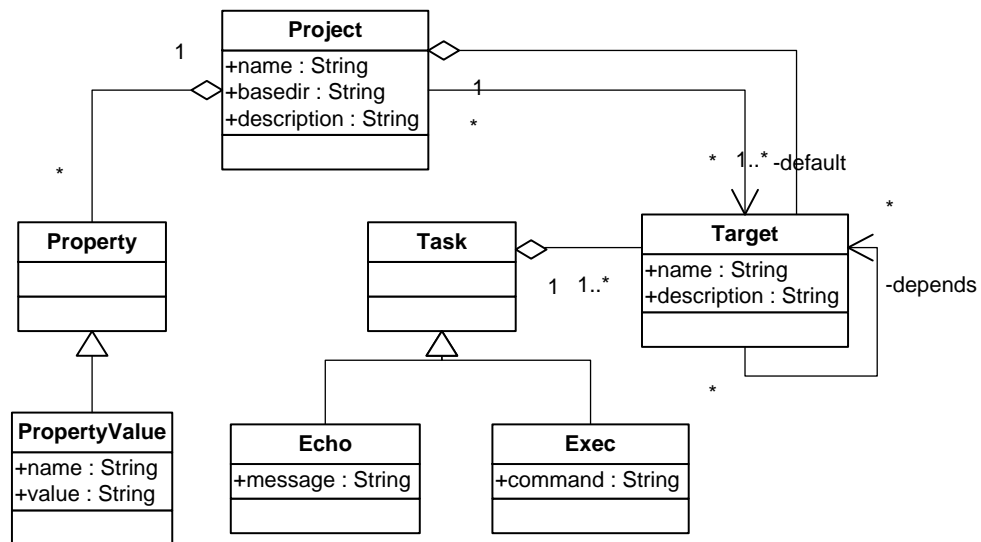 Project
1
+name : String
+basedir : String
1
+description : String
*
*
1..*
-default
*
*
Property
Task
Target
+name : String
1
1..*
-depends
+description : String
*
PropertyValue
Echo
Exec
+name : String
+message : String
+command : String
+value : String